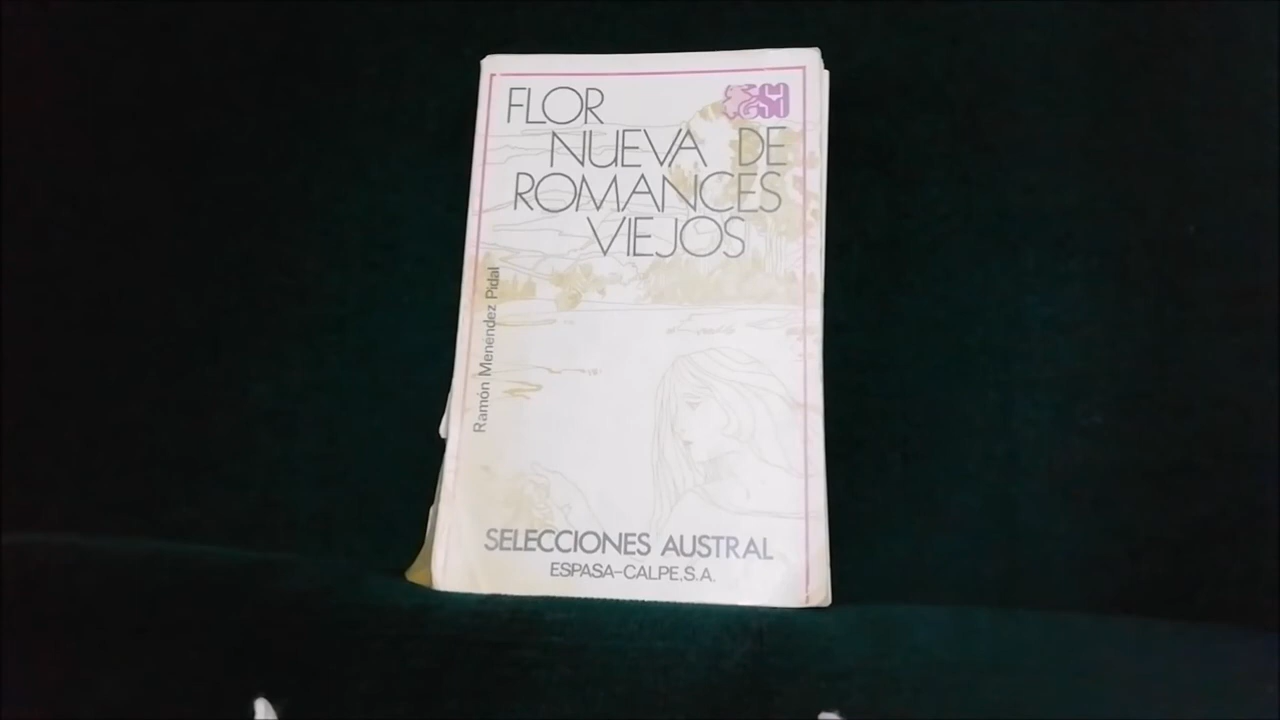 FLOR
NUEVA DE
ROMANCES
VIEJOS
Ramón Menéndez Pidal
SELECCIONES AUSTRAL
ESPASA-CALPE, S.A.